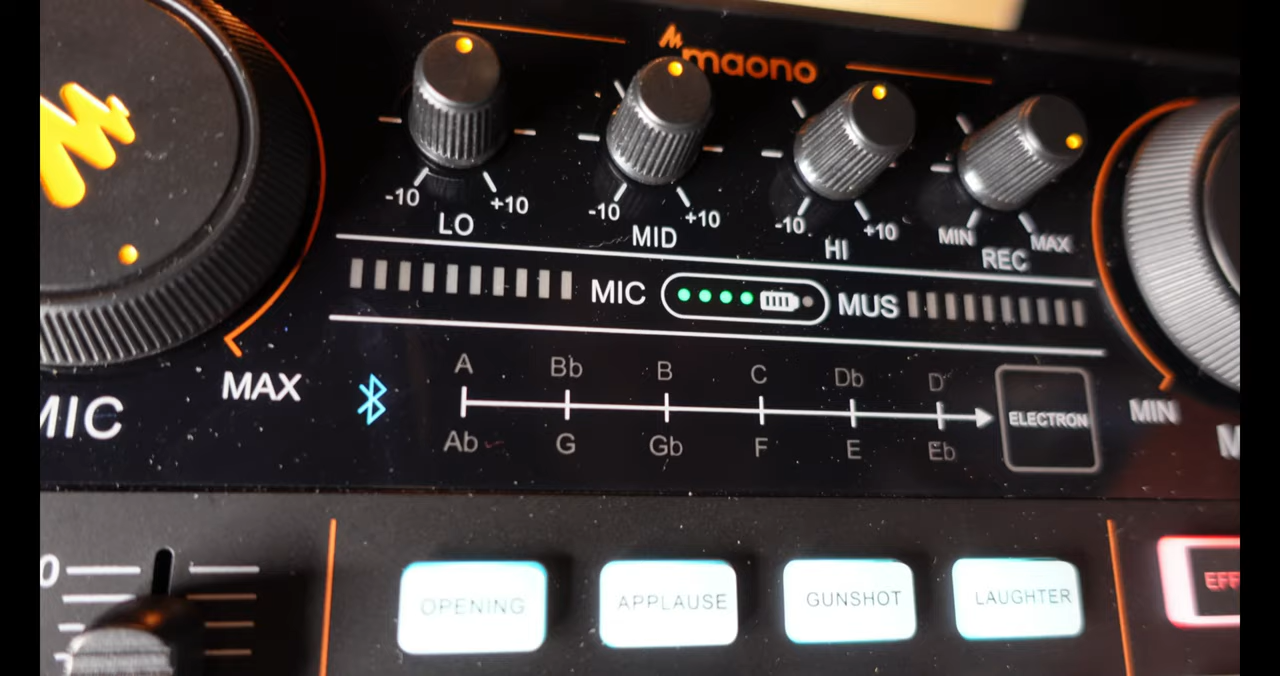 maono
-10 +10
LO
-10 +10
MID
-10 +10
HI
MIN MAX
REC
MIC MUS
MAX
MIC
A Bb B C Db D
Ab G Gb F E Eb
ELECTRON
MIN
OPENING APPLAUSE GUNSHOT LAUGHTER